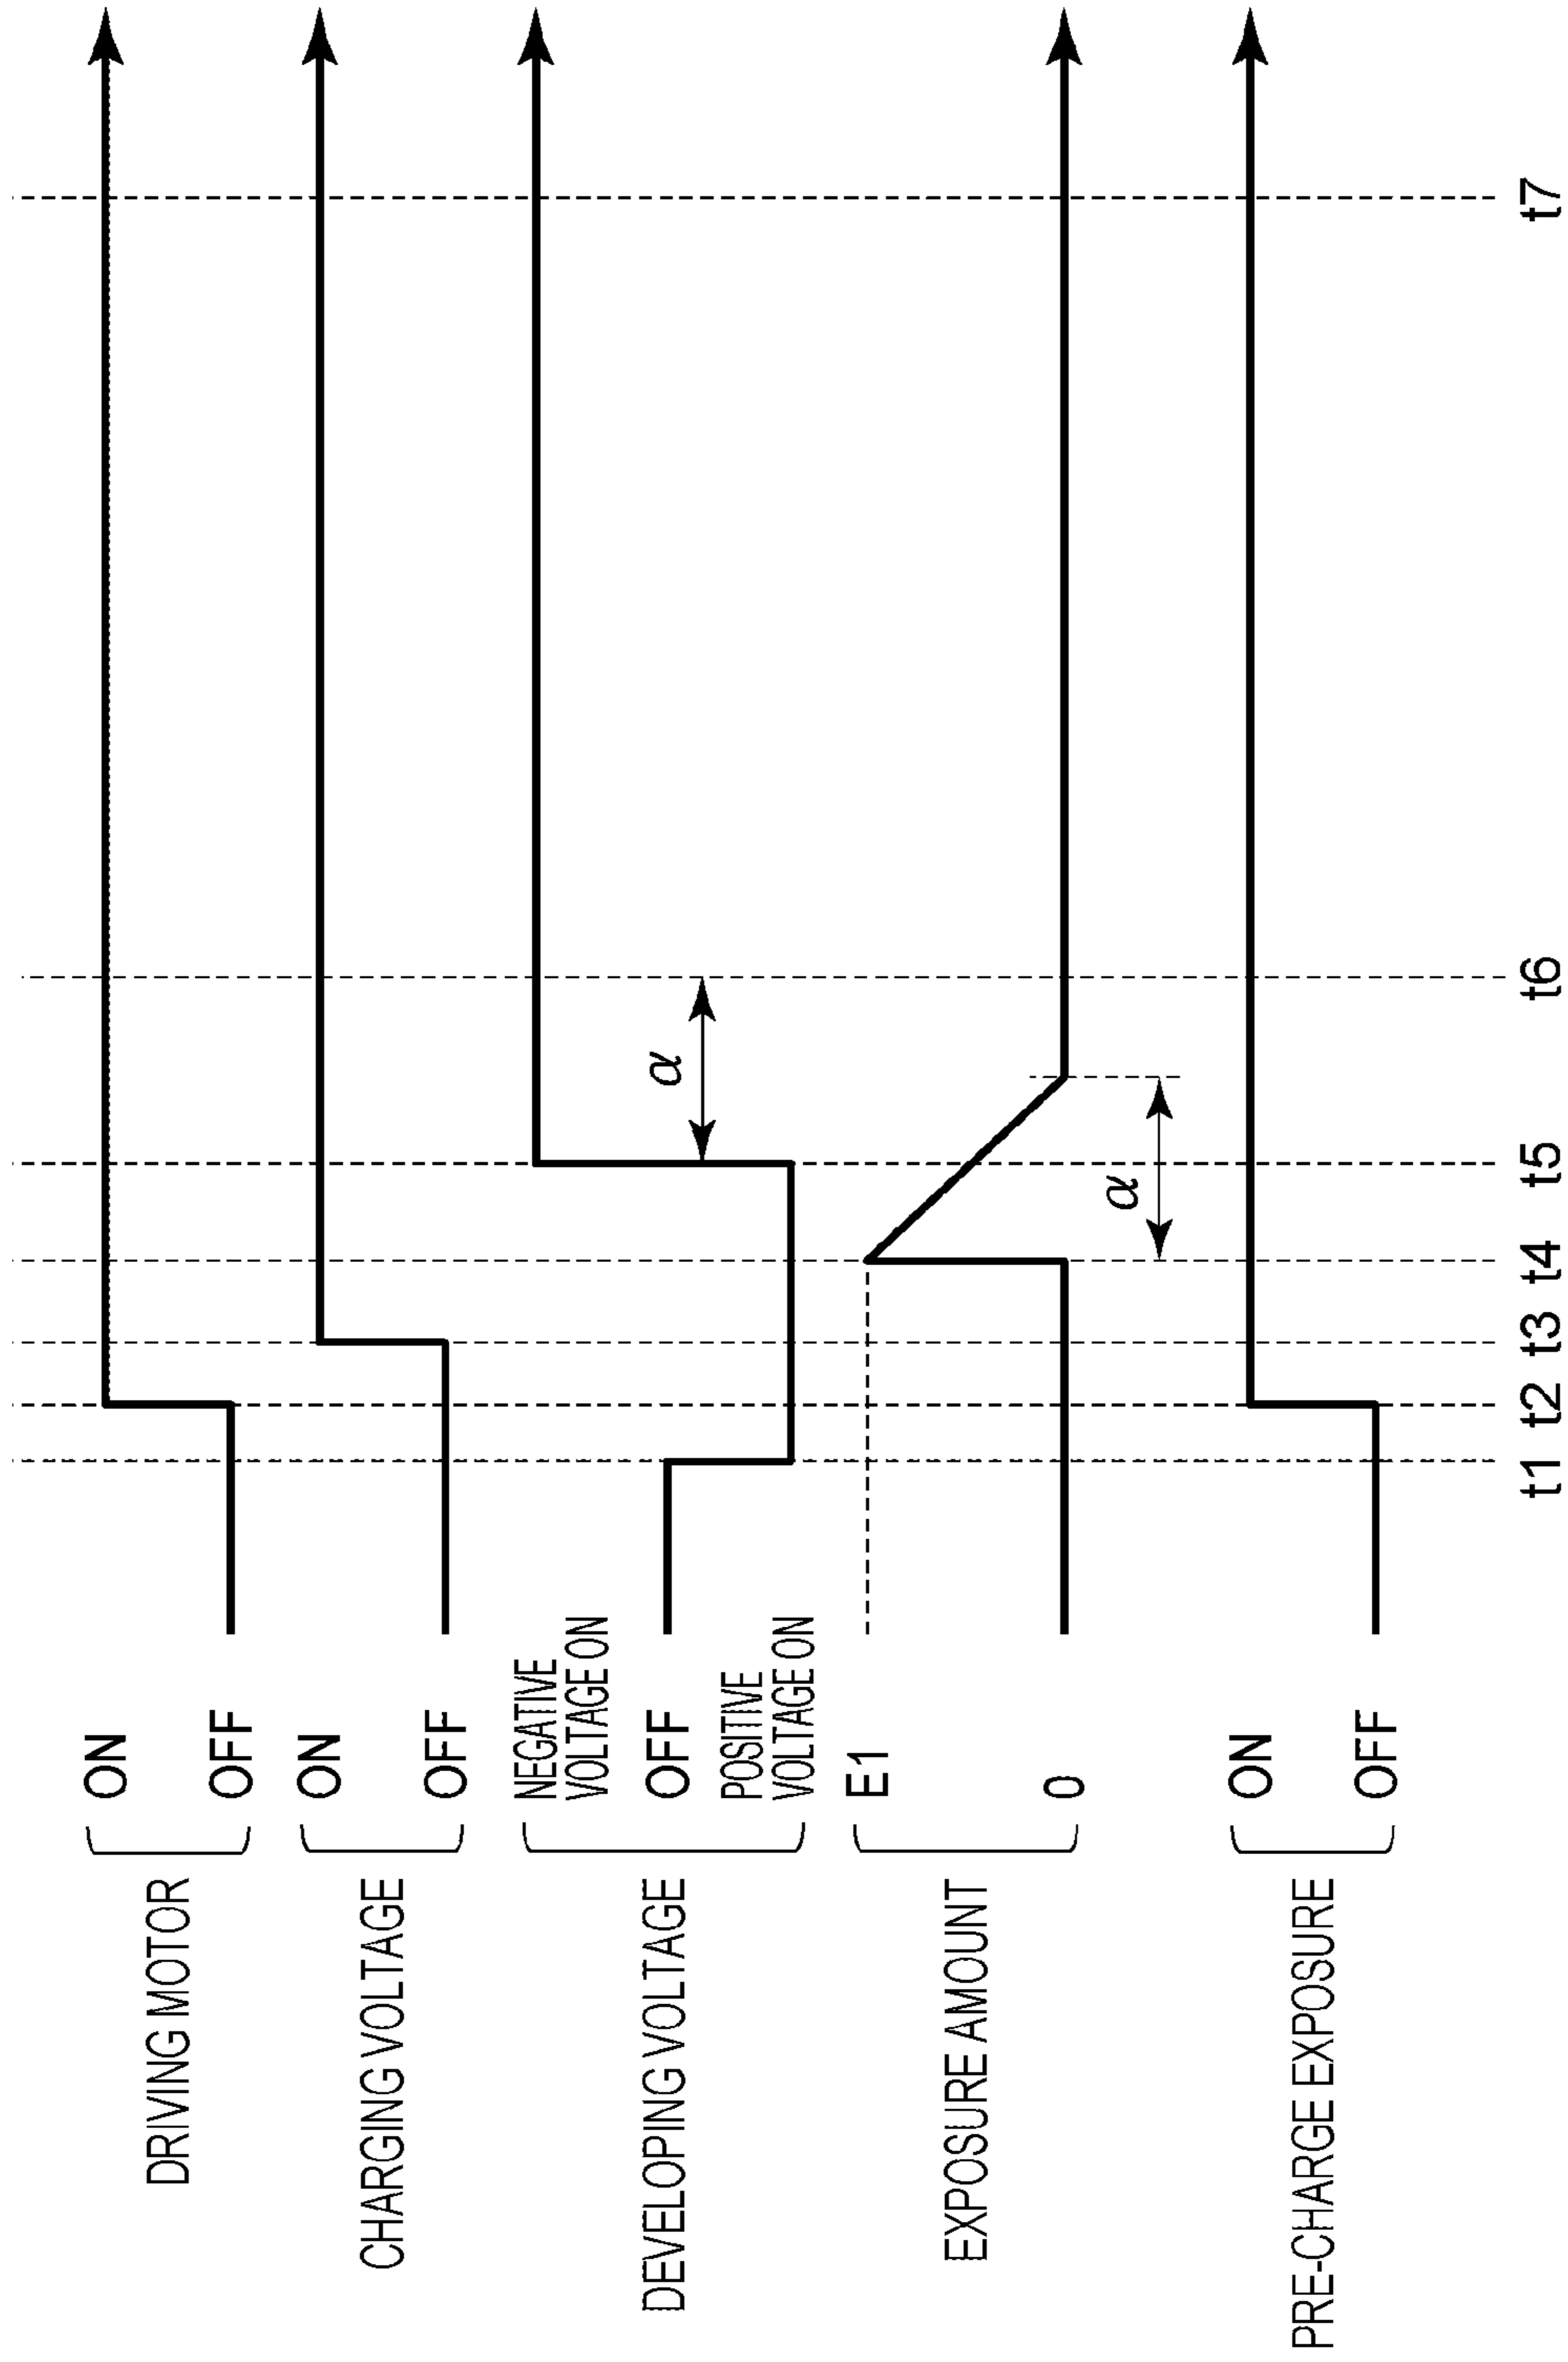 DRIVING MOTOR
ON
OFF
CHARGING VOLTAGE
ON
OFF
DEVELOPING VOLTAGE
NEGATIVE
VOLTAGE ON
OFF
POSITIVE
VOLTAGE ON
α
EXPOSURE AMOUNT
E1
0
α
PRE-CHARGE EXPOSURE
ON
OFF
t1 t2 t3 t4 t5 t6 t7